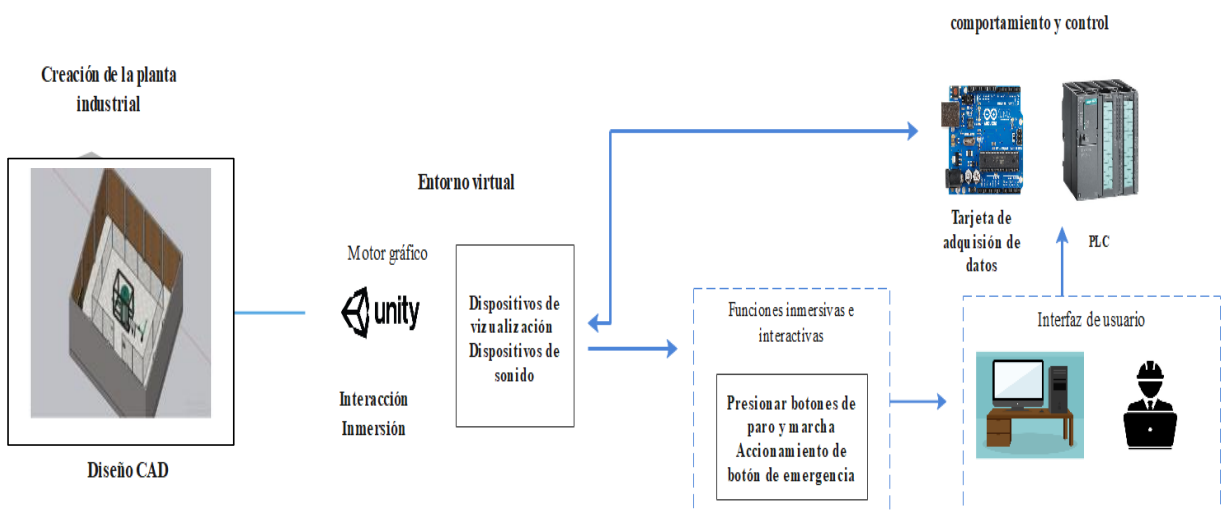 comportamiento y control
Creación de la planta
industrial
Entorno virtual
Motor gráfico
unity
Interacción
Inmersión
Dispositivos de
vizualización
Dispositivos de
sonido
Diseño CAD
Funciones inmersivas e
interactivas
Presionar botones de
paro y marcha
Accionamiento de
botón de emergencia
Tarjeta de
adquisión de
datos
PLC
Interfaz de usuario